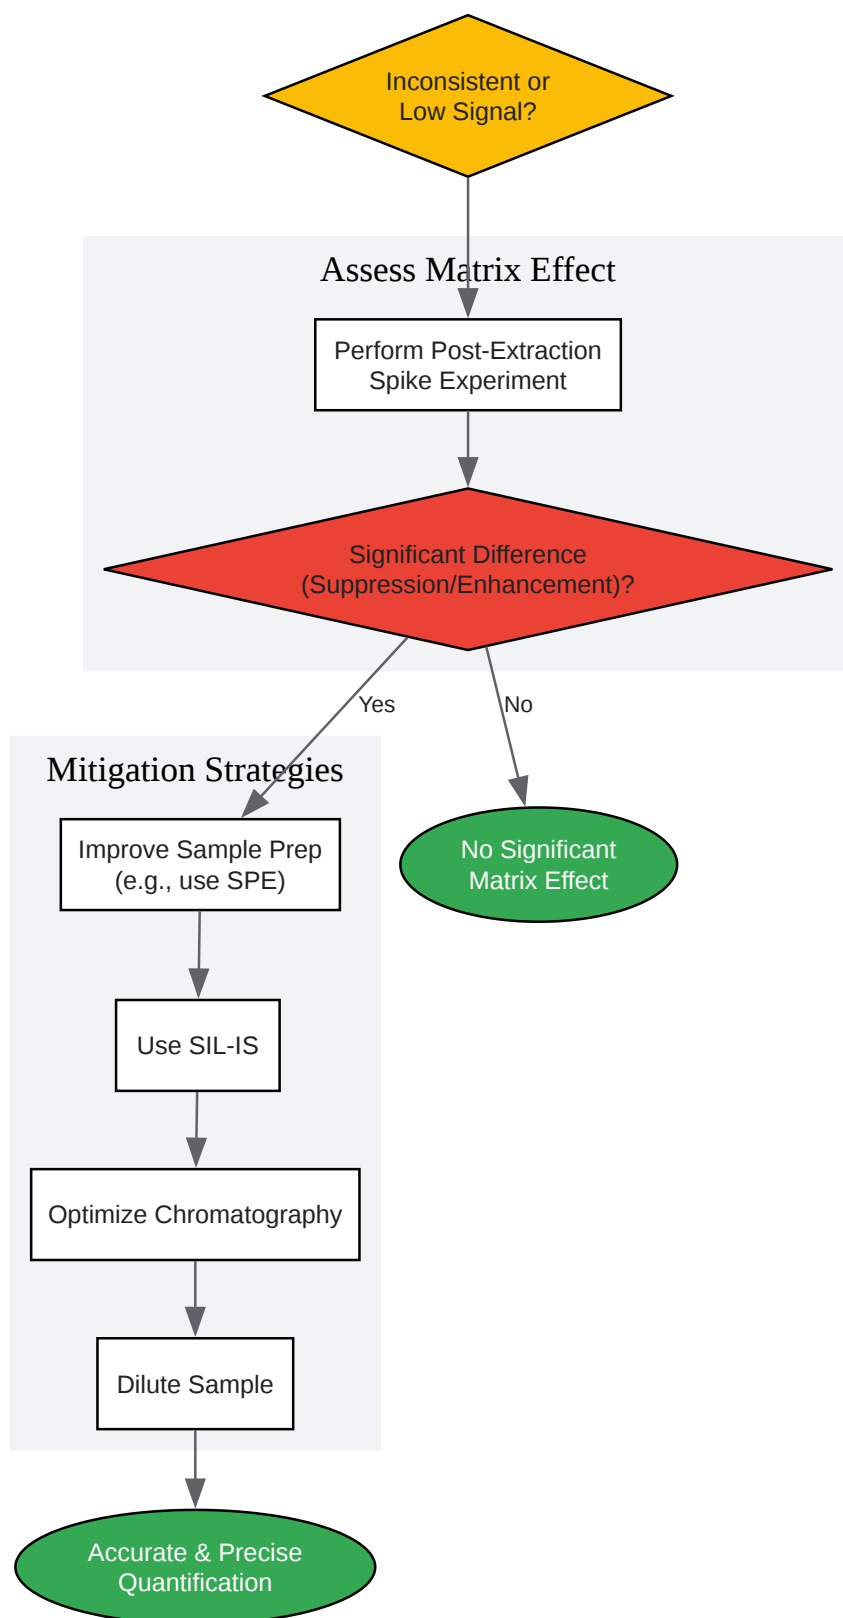 Inconsistent or
Low Signal?
Assess Matrix Effect
Perform Post-Extraction
Spike Experiment
Significant Difference
(Suppression/Enhancement)?
Yes
No
Mitigation Strategies
Improve Sample Prep
(e.g., use SPE)
No Significant
Matrix Effect
Use SIL-IS
Optimize Chromatography
Dilute Sample
Accurate & Precise
Quantification